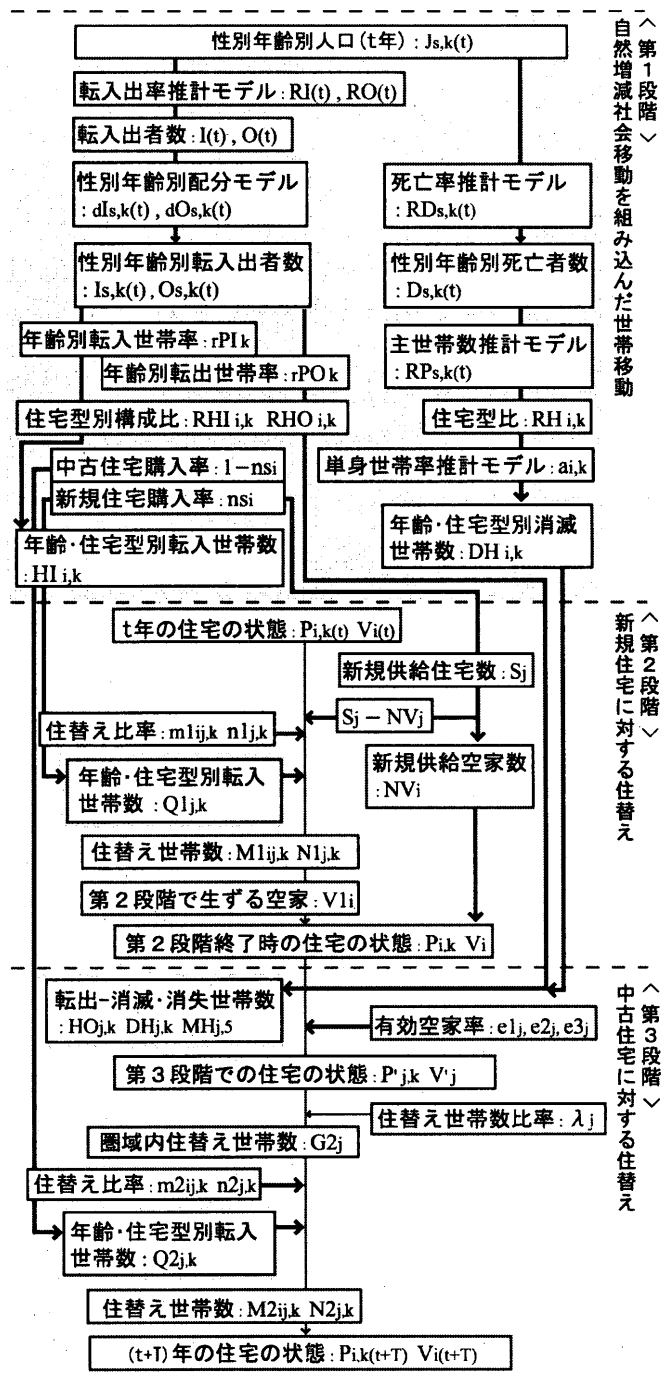 性別年齢別人口(t年):Js,k(t)
転入出率推計モデル:RI(t),RO(t)
転入出者数:I(t),O(t)
性別年齢別配分モデル
:dIs,k(t),dOs,k(t)
死亡率推計モデル
:RDs,k(t)
性別年齢別転入出者数
:Is,k(t),Os,k(t)
性別年齢別死亡者数
:Ds,k(t)
年齢別転入世帯率:rPIk
年齢別転出世帯率:rPOk
主世帯数推計モデル
:RPs,k(t)
住宅型別構成比:RHIi,k RHOi,k
住宅型比:RHi,k
中古住宅購入率:1-nsi
新規住宅購入率:nsi
単身世帯率推計モデル:ai,k
年齢・住宅型別転入世帯数
:HIi,k
年齢・住宅型別消滅
世帯数:DHi,k
〈第1段階〉
自然増減社会移動を組み込んだ世帯移動
t年の住宅の状態:Pi,k(t) Vi(t)
新規供給住宅数:Sj
Sj-NVj
住替え比率:m1ij,k n1j,k
新規供給空家数
:NVi
年齢・住宅型別転入
世帯数:Q1j,k
住替え世帯数:M1ij,k N1j,k
第2段階で生ずる空家:V1i
第2段階終了時の住宅の状態:Pi,k Vi
〈第2段階〉
新規住宅に対する住替え
転出-消滅・消失世帯数
:HOj,k DHj,k MHj,5
有効空家率:e1j,e2j,e3j
第3段階での住宅の状態:P'j,k V'j
住替え世帯数比率:λj
圏域内住替え世帯数:G2j
住替え比率:m2ij,k n2j,k
年齢・住宅型別転入
世帯数:Q2j,k
住替え世帯数:M2ij,k N2j,k
(t+T)年の住宅の状態:Pi,k(t+T) Vi(t+T)
〈第3段階〉
中古住宅に対する住替え